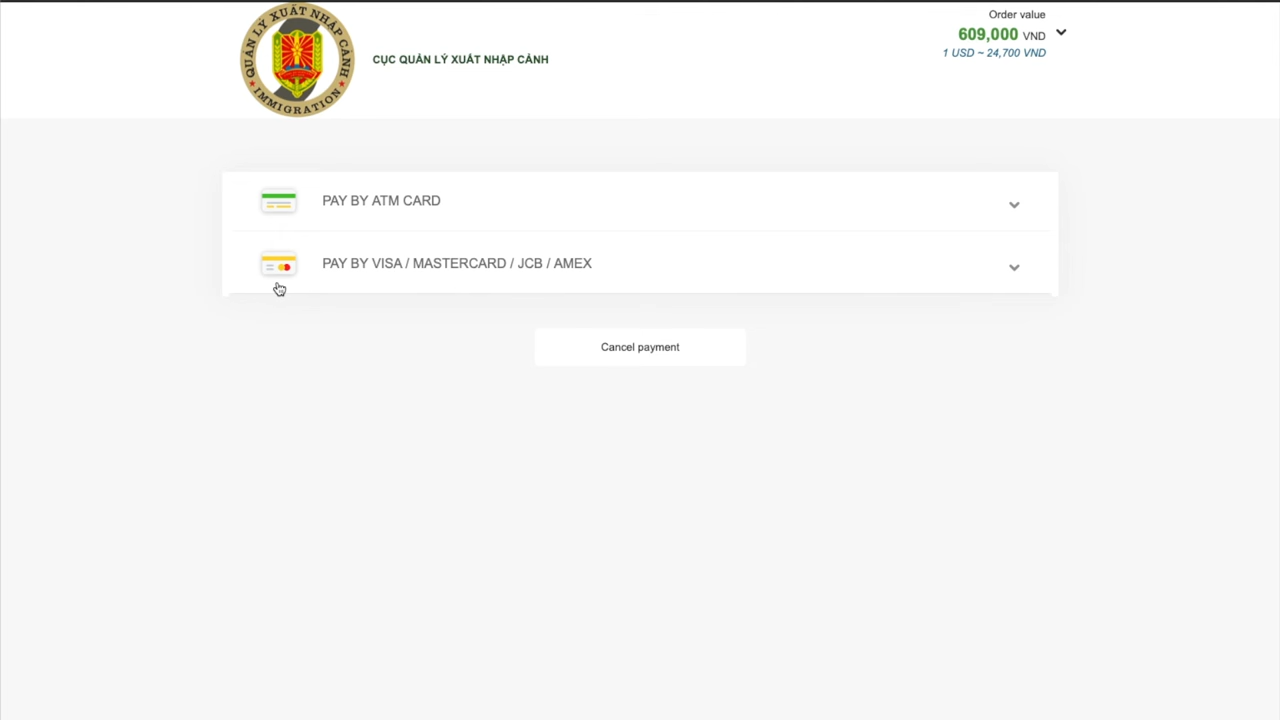 QUẢN LÝ XUẤT NHẬP CẢNH
IMMIGRATION
CỤC QUẢN LÝ XUẤT NHẬP CẢNH
Order value
609,000 VND
1 USD ~ 24,700 VND
PAY BY ATM CARD
PAY BY VISA / MASTERCARD / JCB / AMEX
Cancel payment